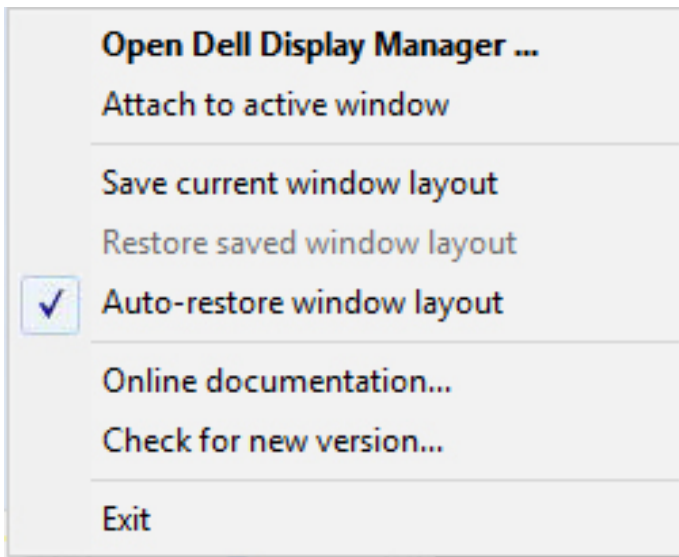 Open Dell Display Manager ...
Attach to active window
Save current window layout
Restore saved window layout
Auto-restore window layout
Online documentation...
Check for new version...
Exit